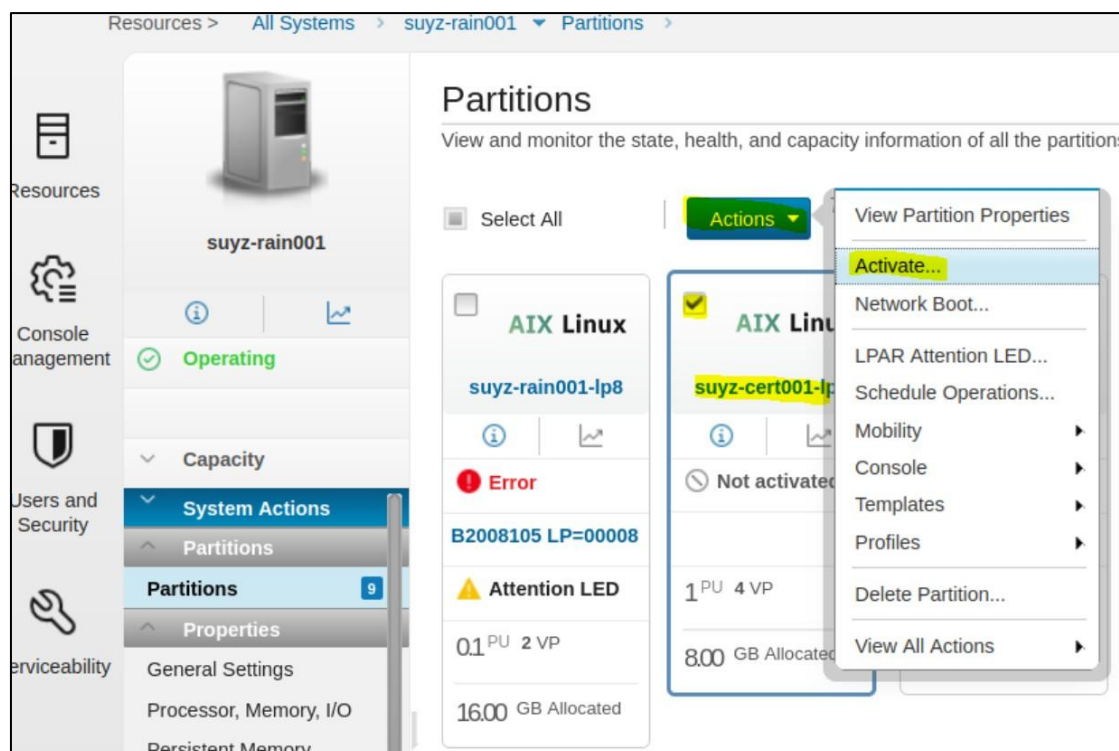 Resources > All Systems > suyz-rain001 Partitions >
Resources
Console
anagement
Users and
Security
erviceability
suyz-rain001
Operating
Capacity
System Actions
Partitions
Partitions 9
Properties
General Settings
Processor, Memory, I/O
Persistent Memory
Partitions
View and monitor the state, health, and capacity information of all the partitions
Select All
Actions
AIX Linux
suyz-rain001-lp8
Error
B2008105 LP=00008
Attention LED
0.1 PU 2 VP
16.00 GB Allocated
AIX Linu
suyz-cert001-lp
Not activated
1 PU 4 VP
8.00 GB Allocated
View Partition Properties
Activate...
Network Boot...
LPAR Attention LED...
Schedule Operations...
Mobility
Console
Templates
Profiles
Delete Partition...
View All Actions